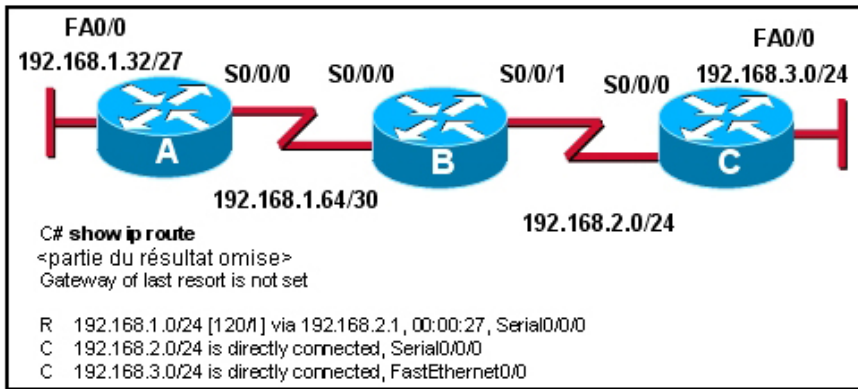 FA0/0
192.168.1.32/27
S0/0/0
S0/0/0
S0/0/1
S0/0/0
FA0/0
192.168.3.0/24
A
B
C
192.168.1.64/30
192.168.2.0/24
C# show ip route
<partie du résultat omise>
Gateway of last resort is not set
R 192.168.1.0/24 [120/1] via 192.168.2.1, 00:00:27, Serial0/0/0
C 192.168.2.0/24 is directly connected, Serial0/0/0
C 192.168.3.0/24 is directly connected, FastEthernet0/0